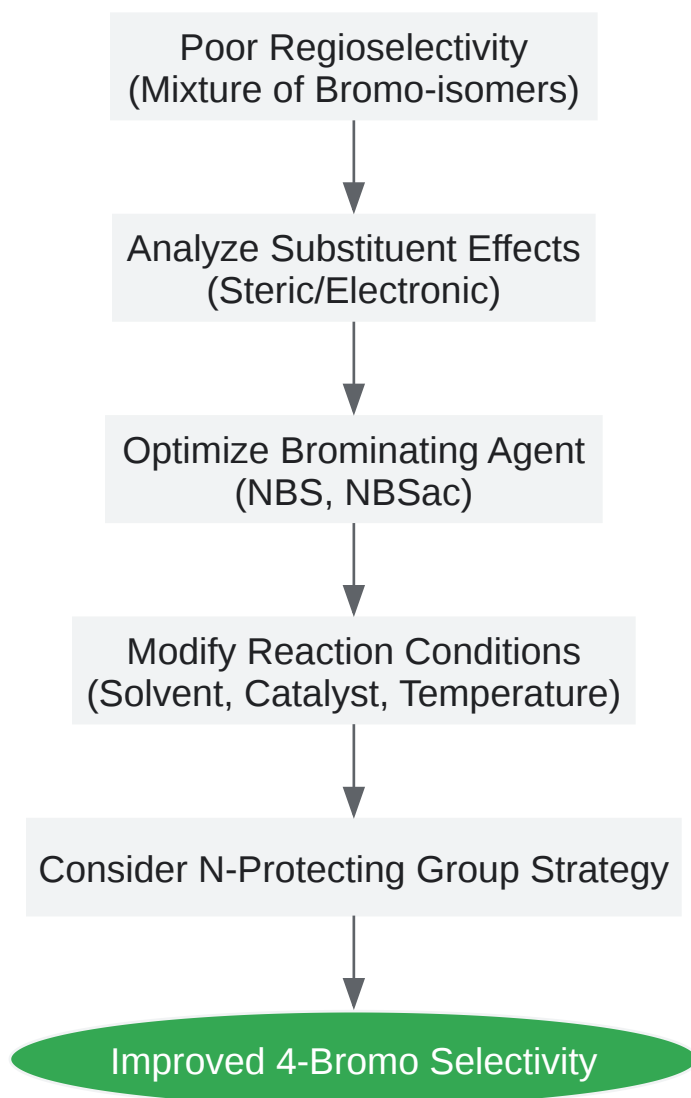 Poor Regioselectivity
(Mixture of Bromo-isomers)
Analyze Substituent Effects
(Steric/Electronic)
Optimize Brominating Agent
(NBS, NBSac)
Modify Reaction Conditions
(Solvent, Catalyst, Temperature)
Consider N-Protecting Group Strategy
Improved 4-Bromo Selectivity